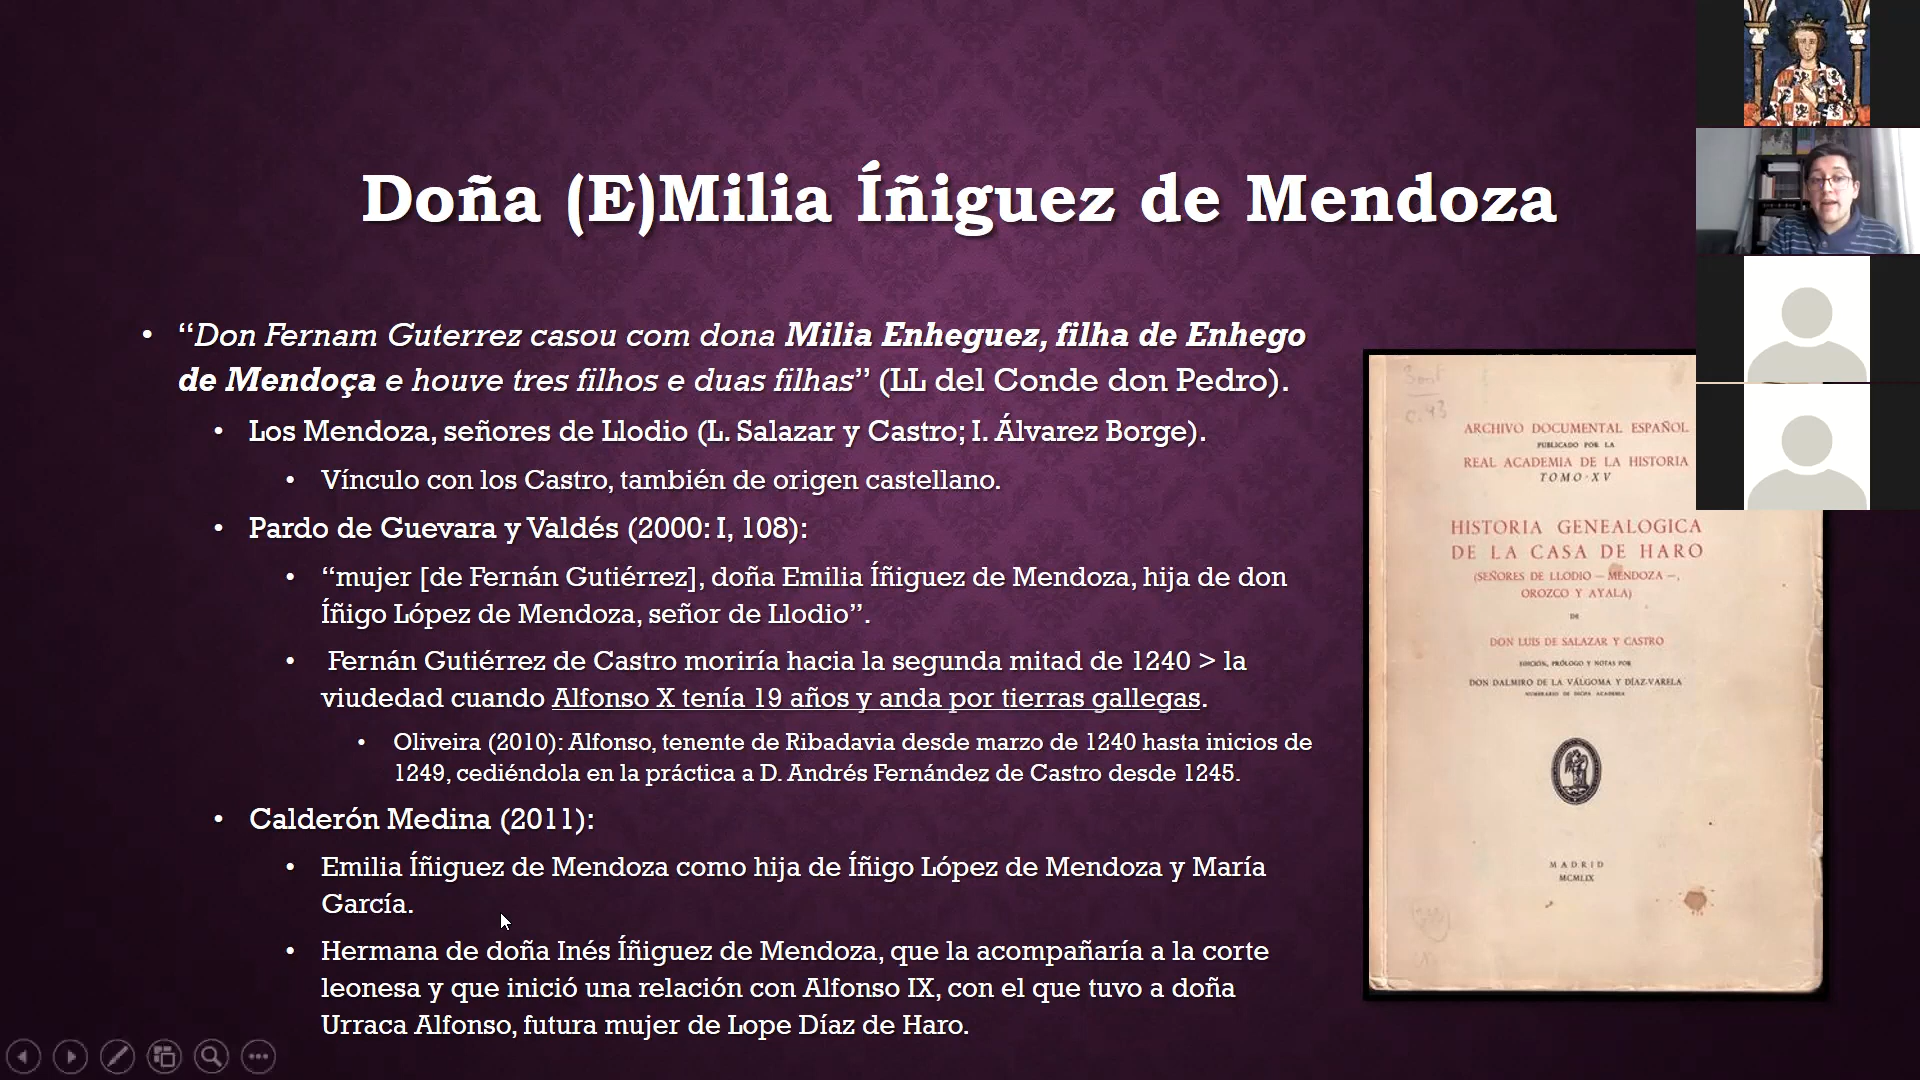 Doña (E)Milia Íñiguez de Mendoza
• “Don Fernam Guterrez casou com dona Milia Enheguez, filha de Enhego
de Mendoça e houve tres filhos e duas filhas” (LL del Conde don Pedro).
• Los Mendoza, señores de Llodio (L. Salazar y Castro; I. Álvarez Borge).
• Vínculo con los Castro, también de origen castellano.
• Pardo de Guevara y Valdés (2000: I, 108):
• “mujer [de Fernán Gutiérrez], doña Emilia Íñiguez de Mendoza, hija de don
Íñigo López de Mendoza, señor de Llodio”.
• Fernán Gutiérrez de Castro moriría hacia la segunda mitad de 1240 > la
viudedad cuando Alfonso X tenía 19 años y anda por tierras gallegas.
• Oliveira (2010): Alfonso, tenente de Ribadavia desde marzo de 1240 hasta inicios de
1249, cediéndola en la práctica a D. Andrés Fernández de Castro desde 1245.
• Calderón Medina (2011):
• Emilia Íñiguez de Mendoza como hija de Íñigo López de Mendoza y María
García.
• Hermana de doña Inés Íñiguez de Mendoza, que la acompañaría a la corte
leonesa y que inició una relación con Alfonso IX, con el que tuvo a doña
Urraca Alfonso, futura mujer de Lope Díaz de Haro.
ARCHIVO DOCUMENTAL ESPAÑOL
PUBLICADO POR LA
REAL ACADEMIA DE LA HISTORIA
TOMO XV
HISTORIA GENEALOGICA
DE LA CASA DE HARO
(SEÑORES DE LLODIO — MENDOZA —,
OROZCO Y AYALA)
DE
DON LUIS DE SALAZAR Y CASTRO
EDICIÓN, PRÓLOGO Y NOTAS POR
DON DALMIRO DE LA VÁLGOMA Y DÍAZ-VARELA
NUMERARIO DE DICHA ACADEMIA
MADRID
MCMLIX